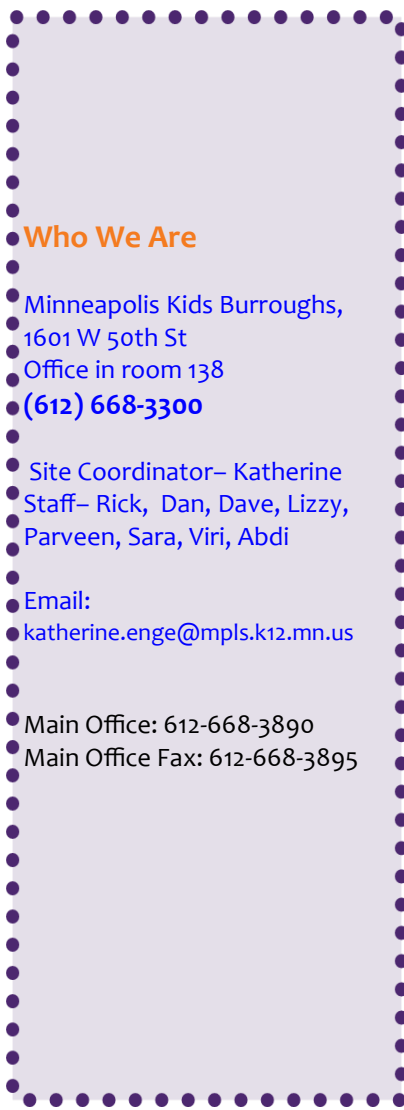 Who We Are
Minneapolis Kids Burroughs,
1601 W 50th St
Office in room 138
(612) 668-3300
Site Coordinator– Katherine
Staff– Rick, Dan, Dave, Lizzy,
Parveen, Sara, Viri, Abdi
Email:
katherine.enge@mpls.k12.mn.us
Main Office: 612-668-3890
Main Office Fax: 612-668-3895